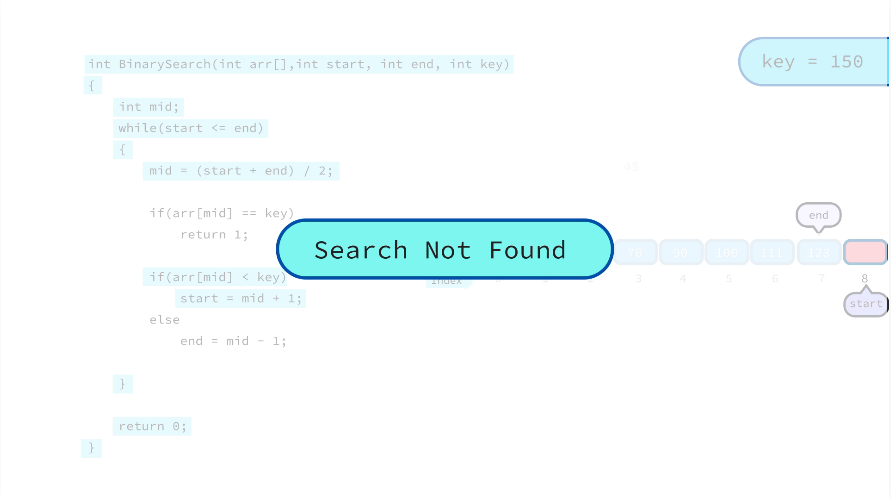 int BinarySearch(int arr[],int start, int end, int key)
{
int mid;
while(start <= end)
{
mid = (start + end) / 2;
if(arr[mid] == key)
return 1;
if(arr[mid] < key)
start = mid + 1;
else
end = mid - 1;
}
return 0;
}
key = 150
45
end
Search Not Found
70 90 100 111 123
index 3 4 5 6 7 8
start